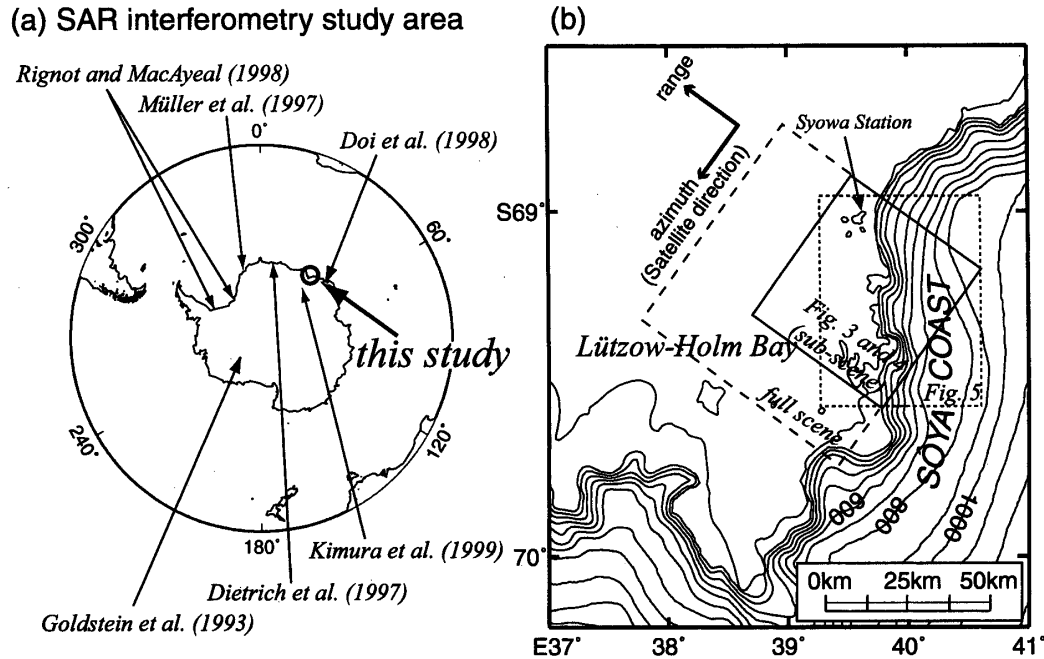 (a) SAR interferometry study area
Rignot and MacAyeal (1998)
Müller et al. (1997)
0°
Doi et al. (1998)
300°
60°
this study
240°
120°
180°
Kimura et al. (1999)
Dietrich et al. (1997)
Goldstein et al. (1993)
(b)
range
Syowa Station
azimuth
(Satellite direction)
S69°
Lützow-Holm Bay
Fig. 3 and
(sub-scene)
full scene
Fig. 5
SÔYA COAST
600
800
1000
70°
0km 25km 50km
E37° 38° 39° 40° 41°